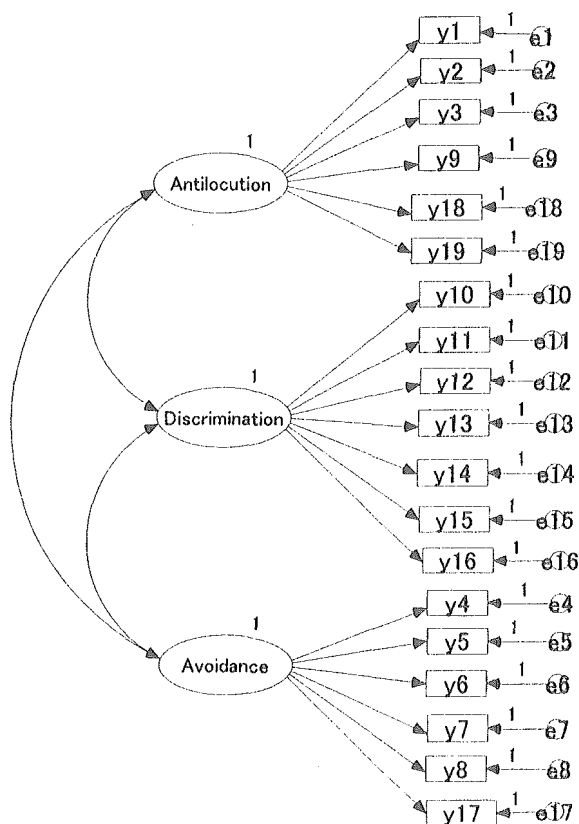 y1 1 e1
y2 1 e2
y3 1 e3
1
y9 1 e9
Antilocution
y18 1 e18
y19 1 e19
y10 1 e10
y11 1 e11
1
y12 1 e12
Discrimination
y13 1 e13
y14 1 e14
y15 1 e15
y16 1 e16
y4 1 e4
1
y5 1 e5
Avoidance
y6 1 e6
y7 1 e7
y8 1 e8
y17 1 e17